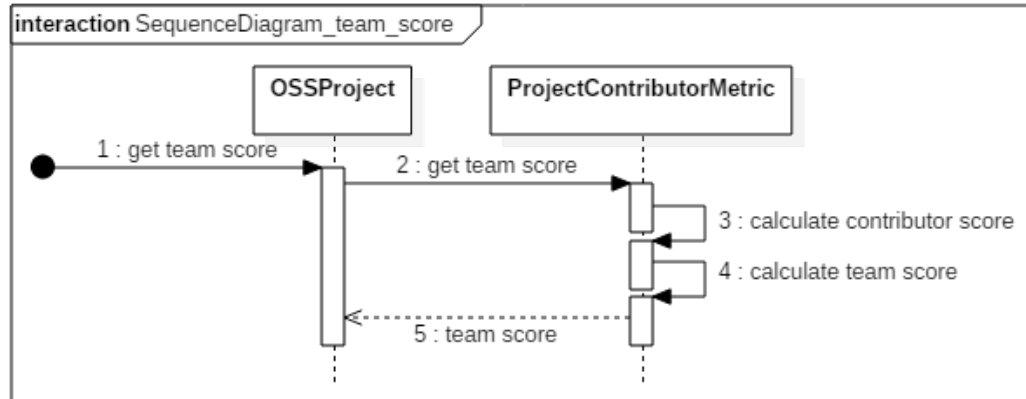 interaction SequenceDiagram_team_score
OSSProject
ProjectContributorMetric
1 : get team score
2 : get team score
3 : calculate contributor score
4 : calculate team score
5 : team score